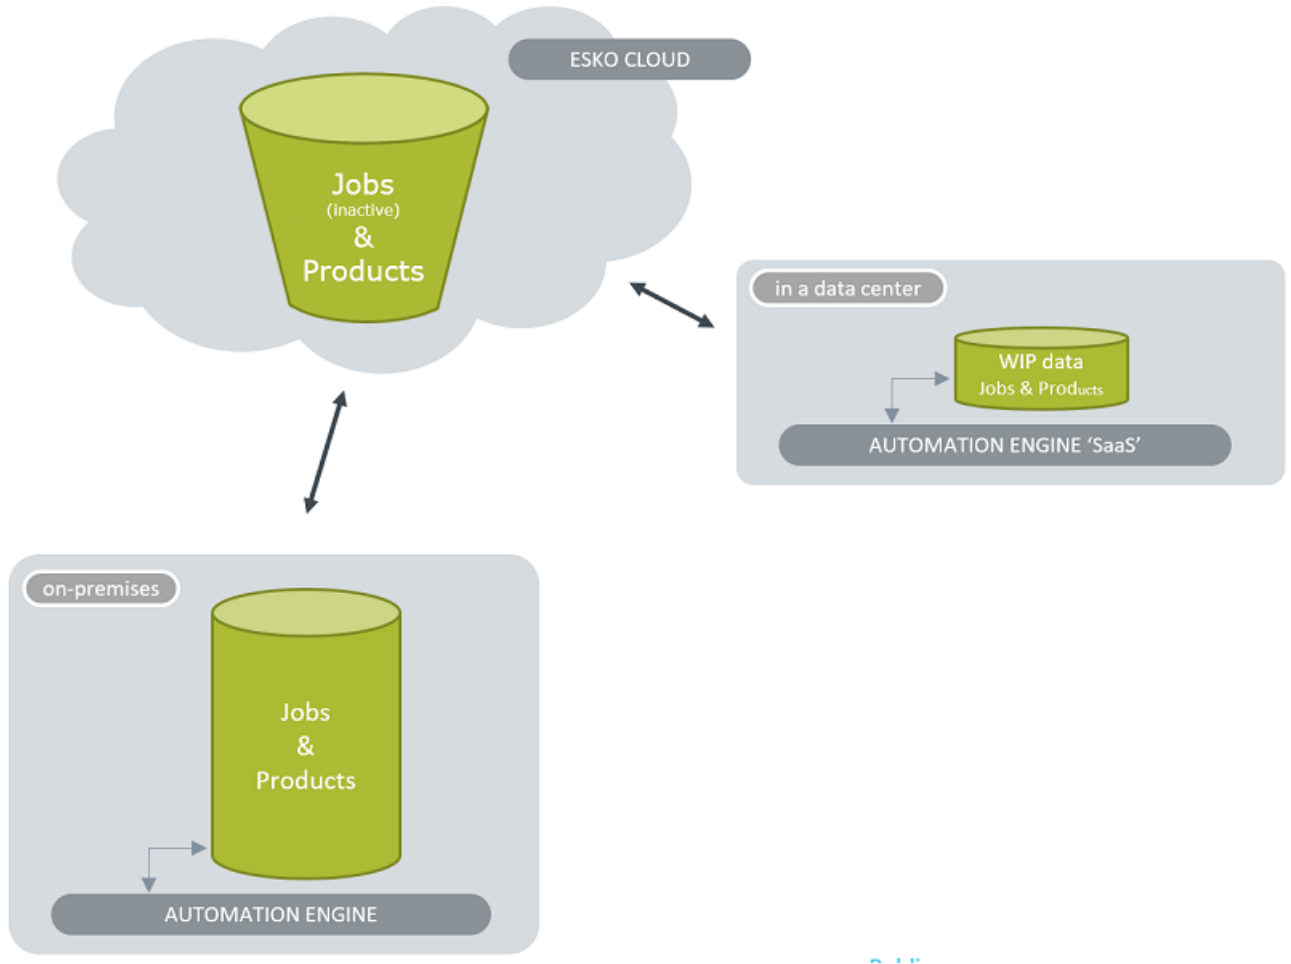 ESKO CLOUD
Jobs
(inactive)
&
Products
in a data center
WIP data
Jobs & Products
AUTOMATION ENGINE ‘SaaS’
on-premises
Jobs
&
Products
AUTOMATION ENGINE